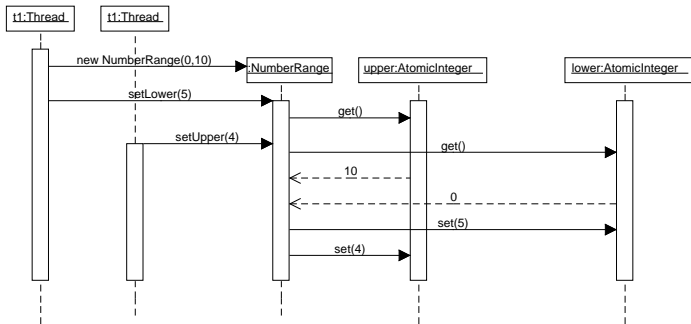 t1:Thread
t1:Thread
new NumberRange(0,10)
:NumberRange
upper:AtomicInteger
lower:AtomicInteger
setLower(5)
get()
setUpper(4)
get()
10
0
set(5)
set(4)